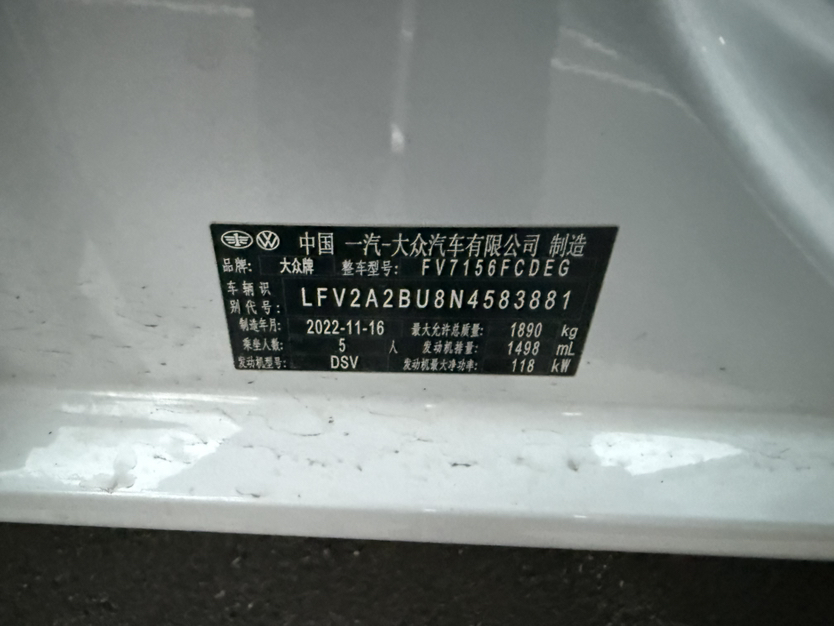 中国 一汽-大众汽车有限公司 制造
品牌: 大众牌 整车型号: FV7156FCDEG
车辆识别代号: LFV2A2BU8N4583881
制造年月: 2022-11-16 最大允许总质量: 1890 kg
乘坐人数: 5 人 发动机排量: 1498 mL
发动机型号: DSV 发动机最大净功率: 118 kW